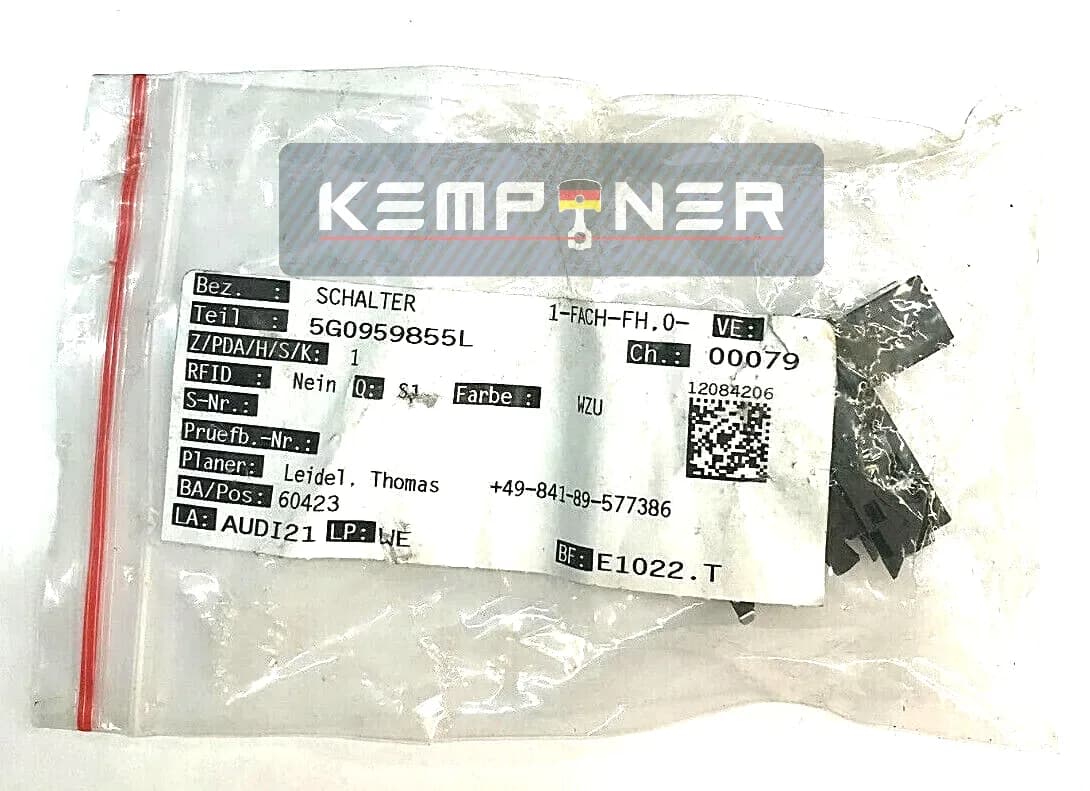 KEMPTNER
Bez. : SCHALTER 1-FACH-FH.O- VE:
Teil : 5G0959855L Ch.: 00079
Z/PDA/H/S/K: 1
12084206
RFID : Nein Q: S1 Farbe : WZU
S-Nr.:
Pruefb.-Nr.:
Planer: Leidel, Thomas +49-841-89-577386
BA/Pos: 60423
LA: AUDI21 LP: WE BF: E1022.T